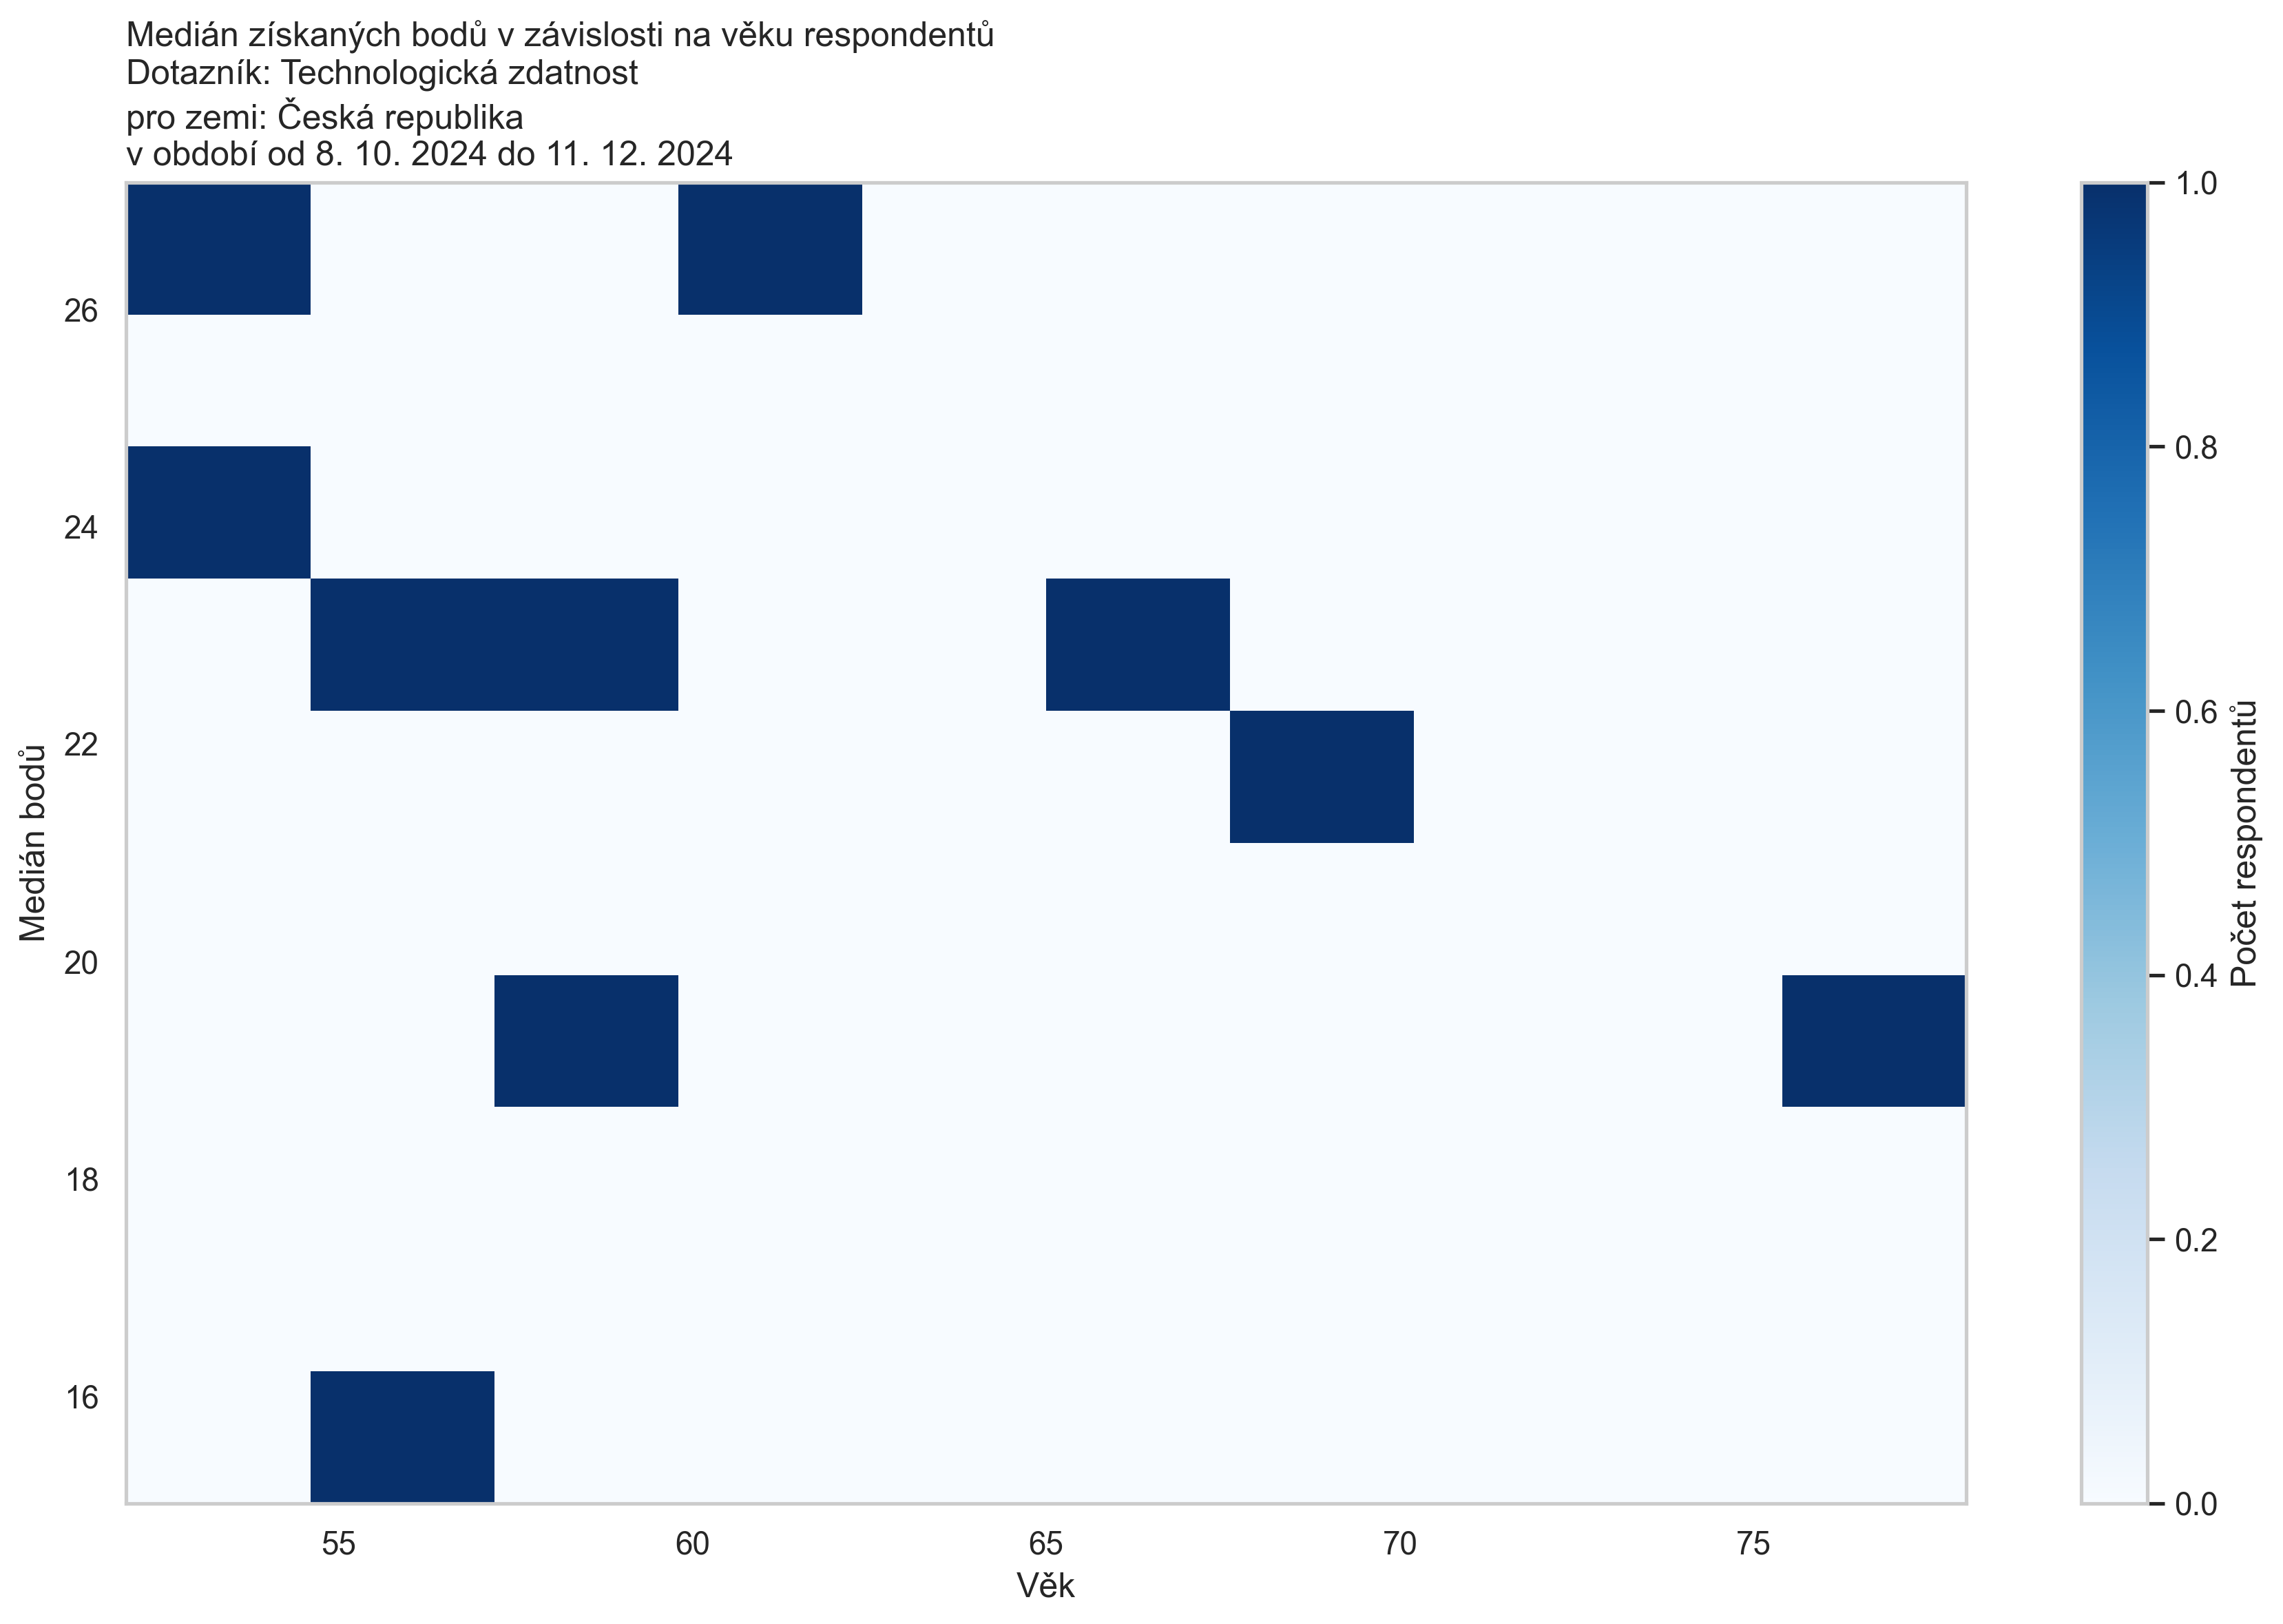 Medián získaných bodů v závislosti na věku respondentů
Dotazník: Technologická zdatnost
pro zemi: Česká republika
v období od 8. 10. 2024 do 11. 12. 2024
Medián bodů
26
24
22
20
18
16
55
60
65
70
75
Věk
1.0
0.8
0.6
0.4
0.2
0.0
Počet respondentů